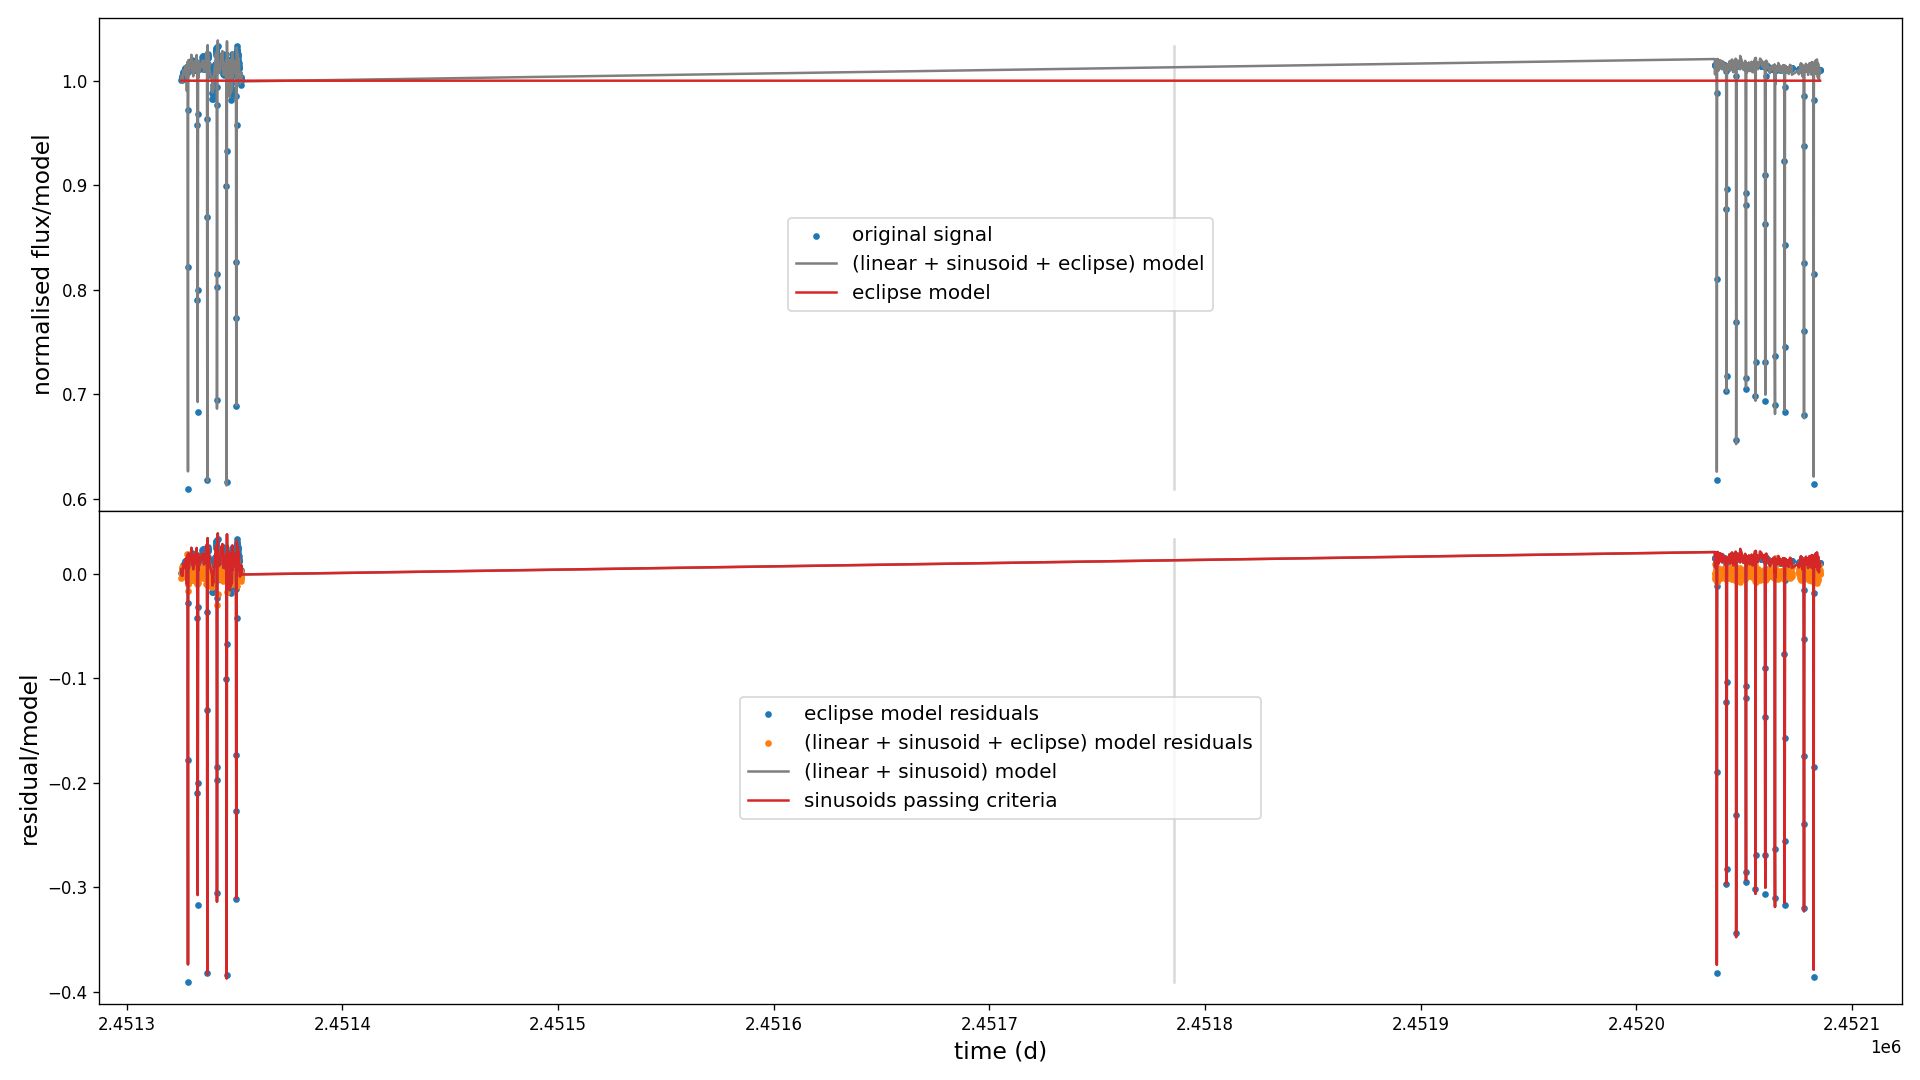 normalised flux/model
1.0
0.9
0.8
0.7
0.6
original signal
(linear + sinusoid + eclipse) model
eclipse model
residual/model
0.0
−0.1
−0.2
−0.3
−0.4
eclipse model residuals
(linear + sinusoid + eclipse) model residuals
(linear + sinusoid) model
sinusoids passing criteria
2.4513 2.4514 2.4515 2.4516 2.4517 2.4518 2.4519 2.4520 2.4521
1e6
time (d)